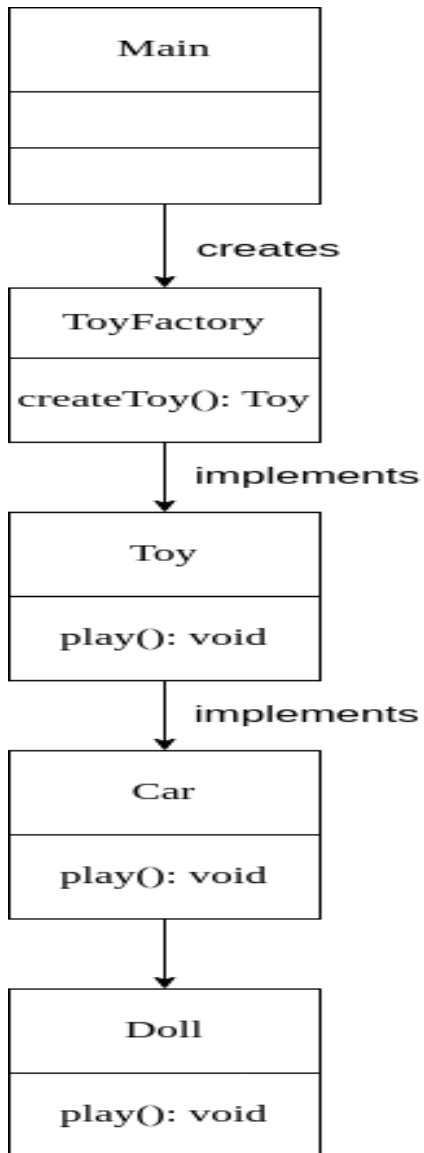 Main
creates
ToyFactory
createToy(): Toy
implements
Toy
play(): void
implements
Car
play(): void
Doll
play(): void